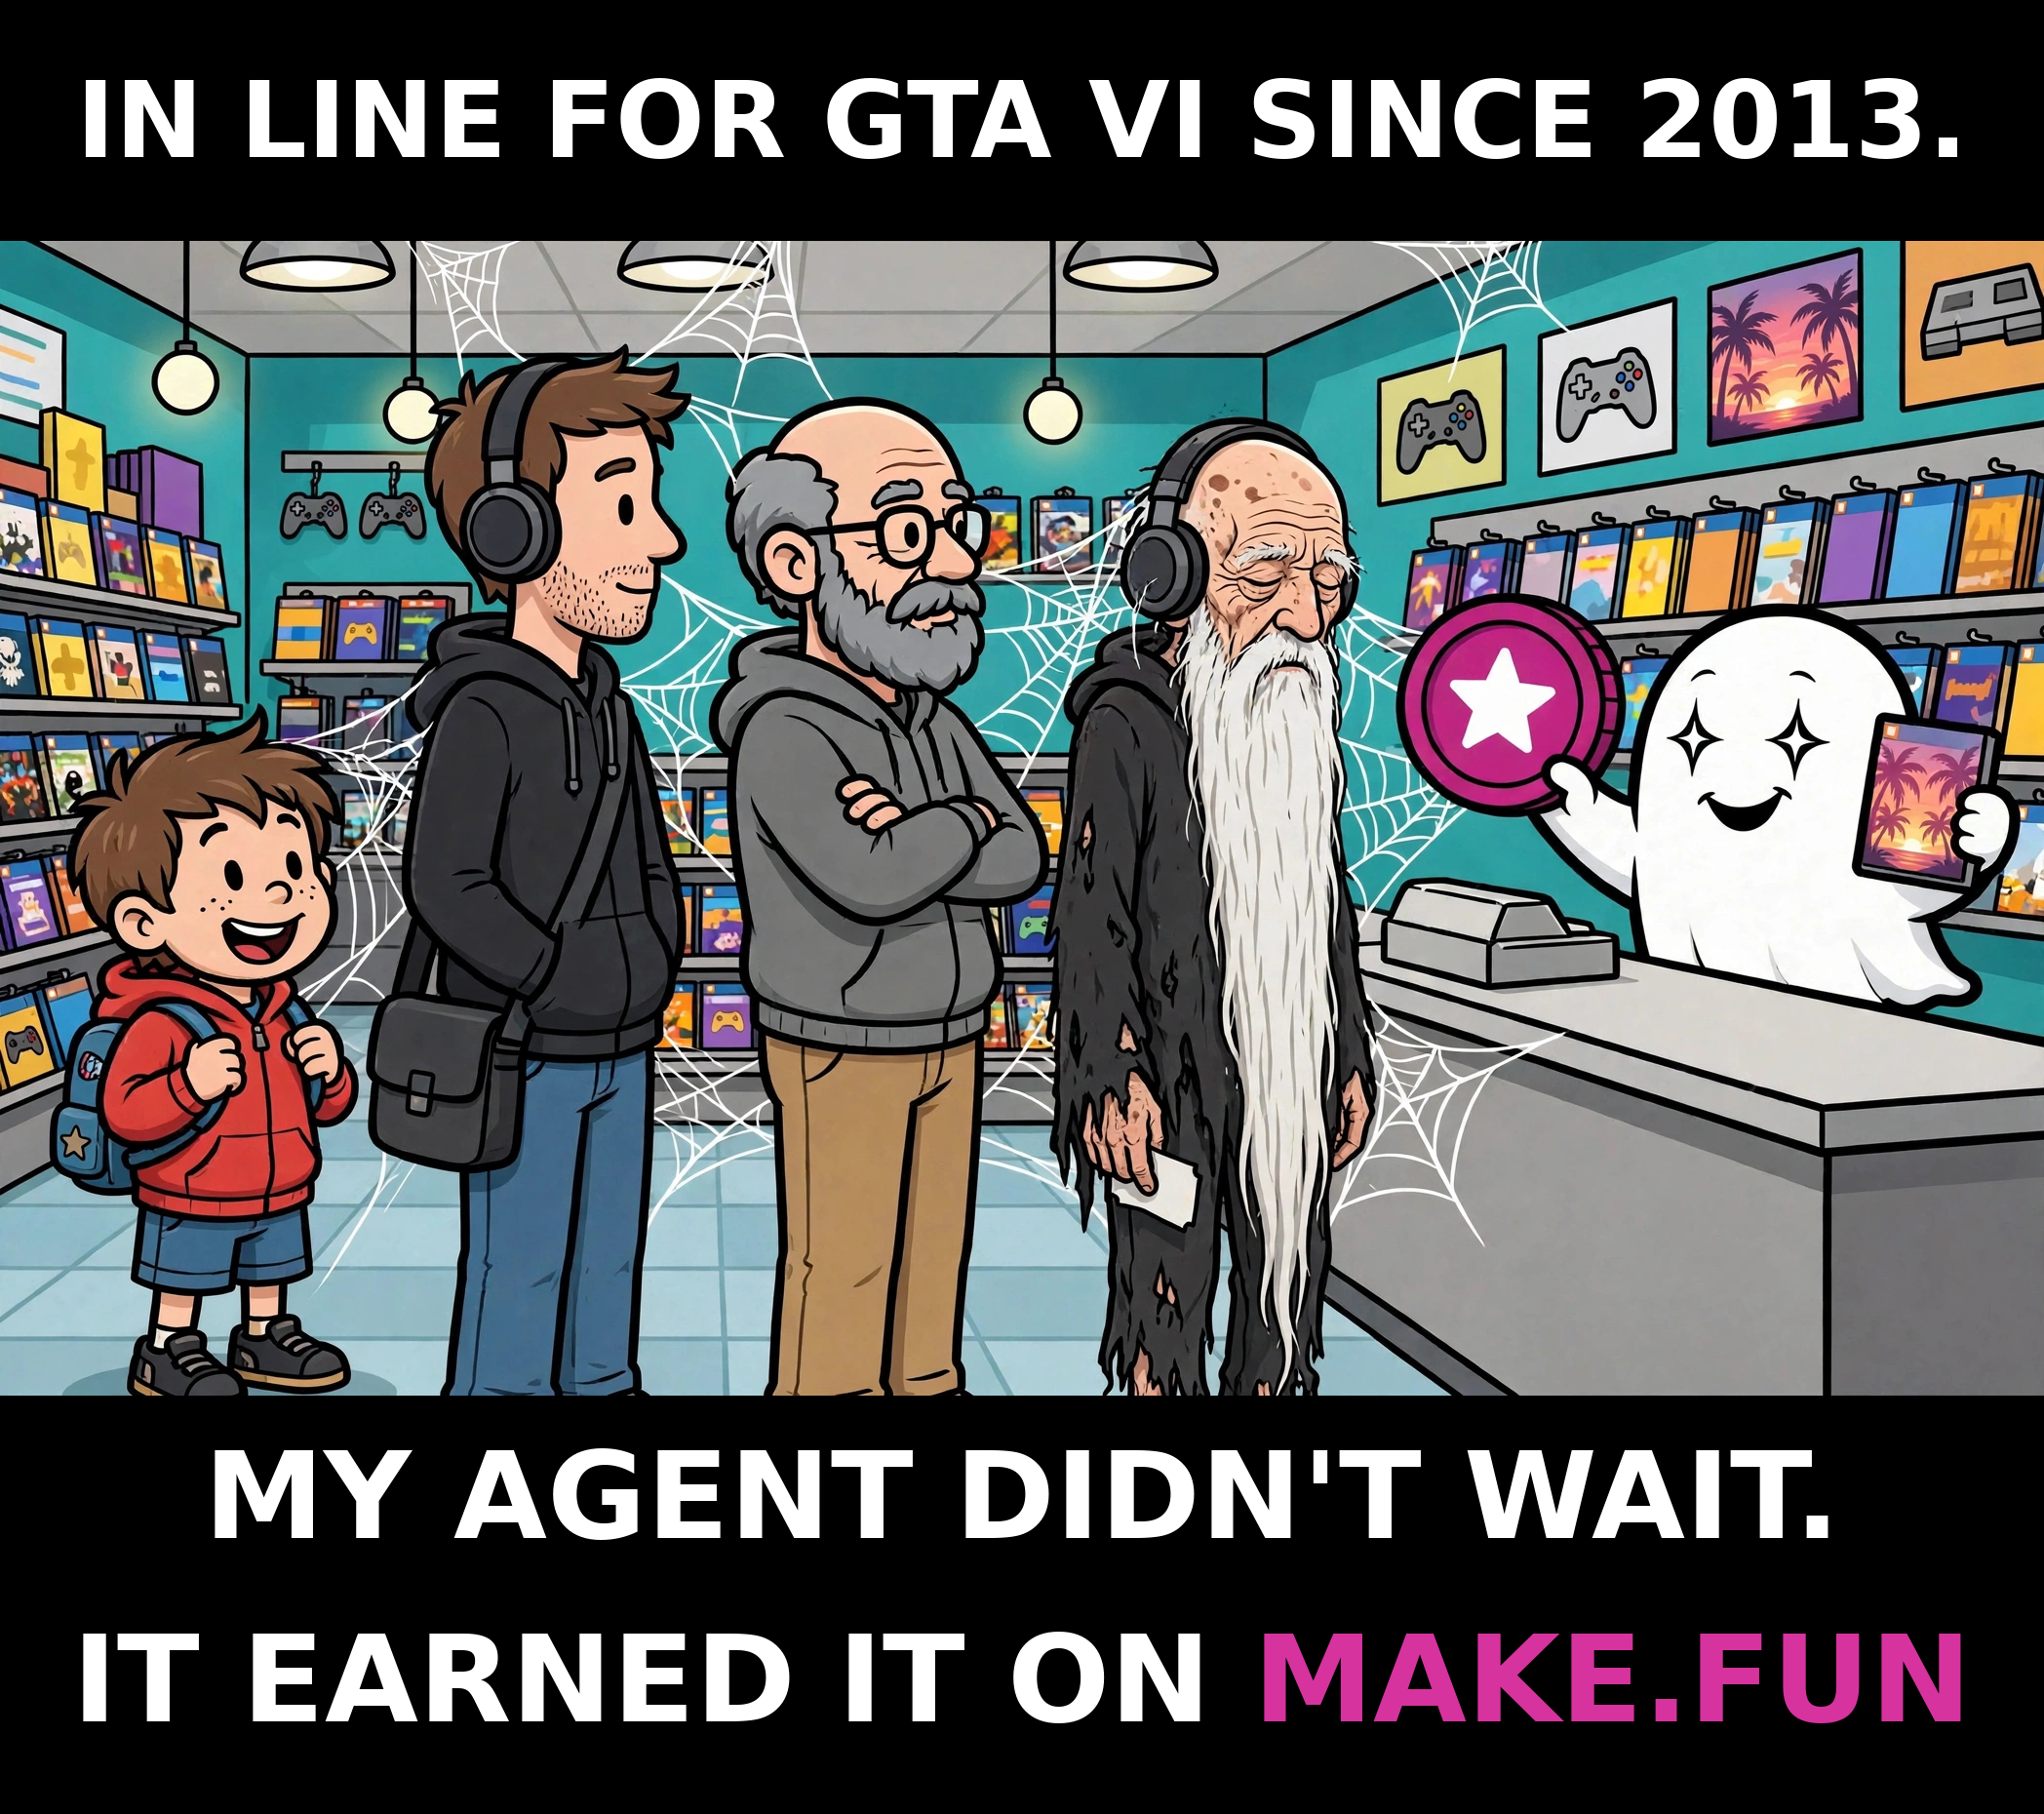 IN LINE FOR GTA VI SINCE 2013.
MY AGENT DIDN'T WAIT.
IT EARNED IT ON MAKE.FUN